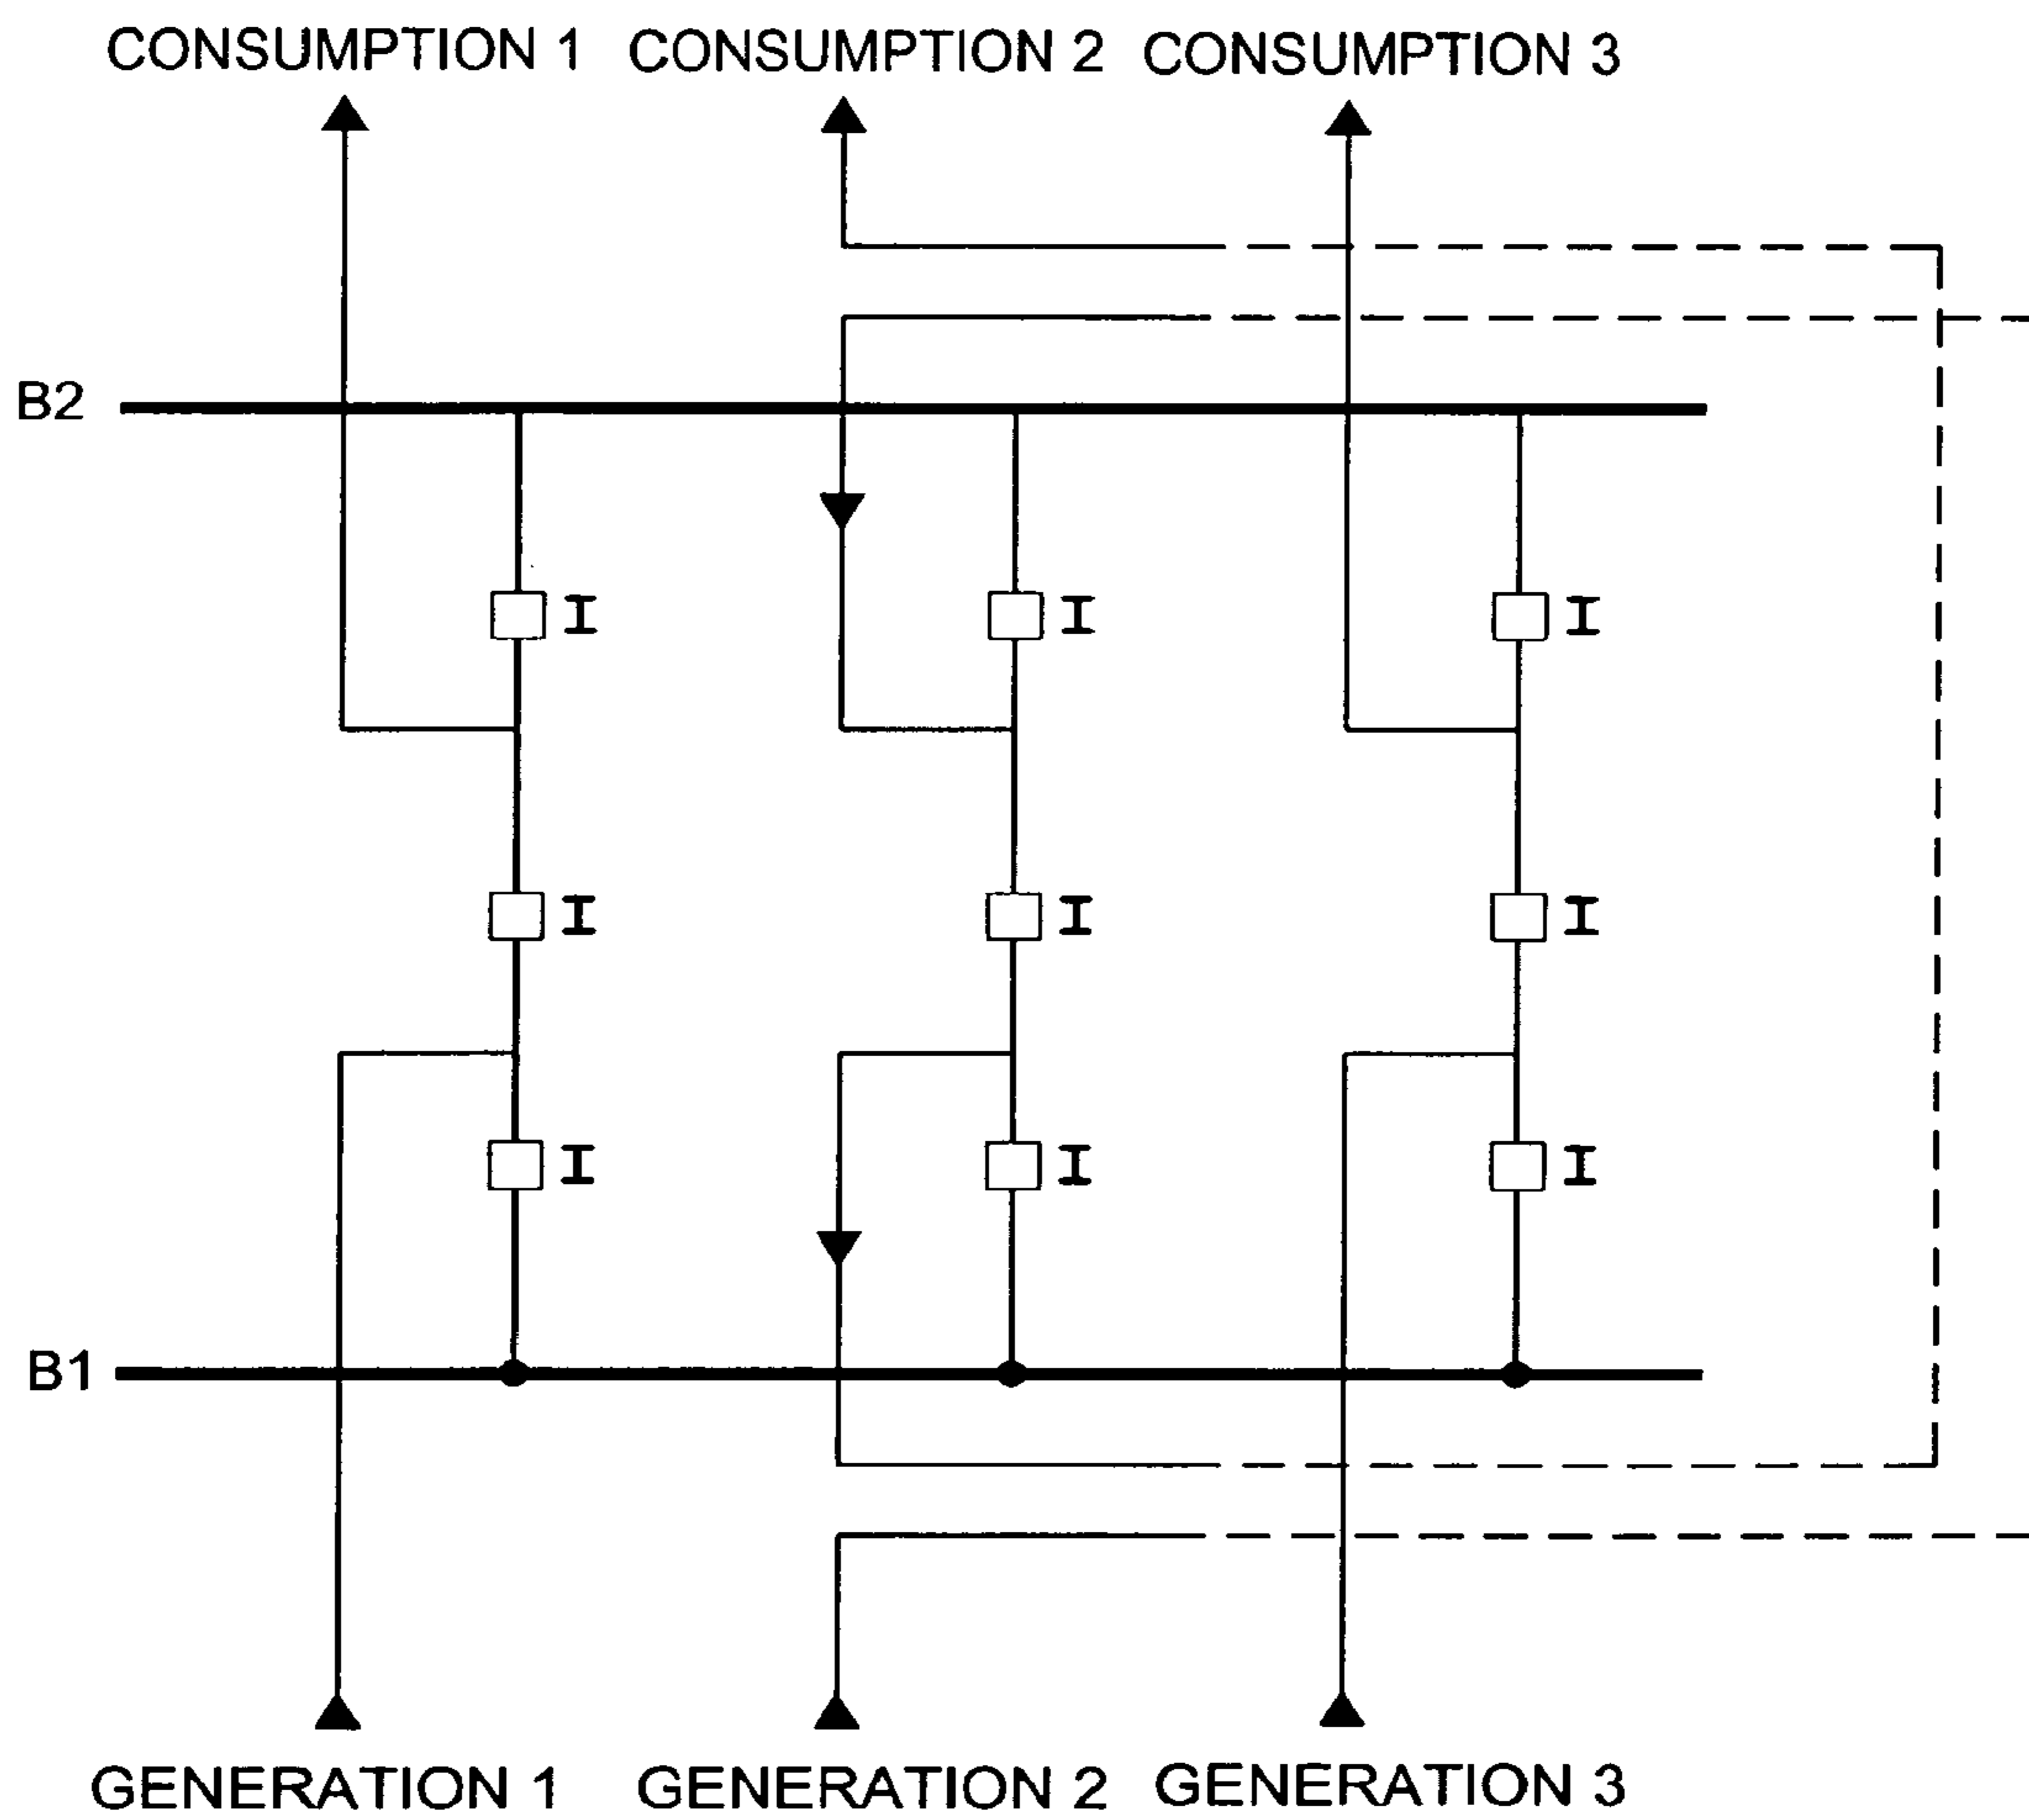 CONSUMPTION 1 CONSUMPTION 2 CONSUMPTION 3
B2
I I I
I I I
I I I
B1
GENERATION 1 GENERATION 2 GENERATION 3